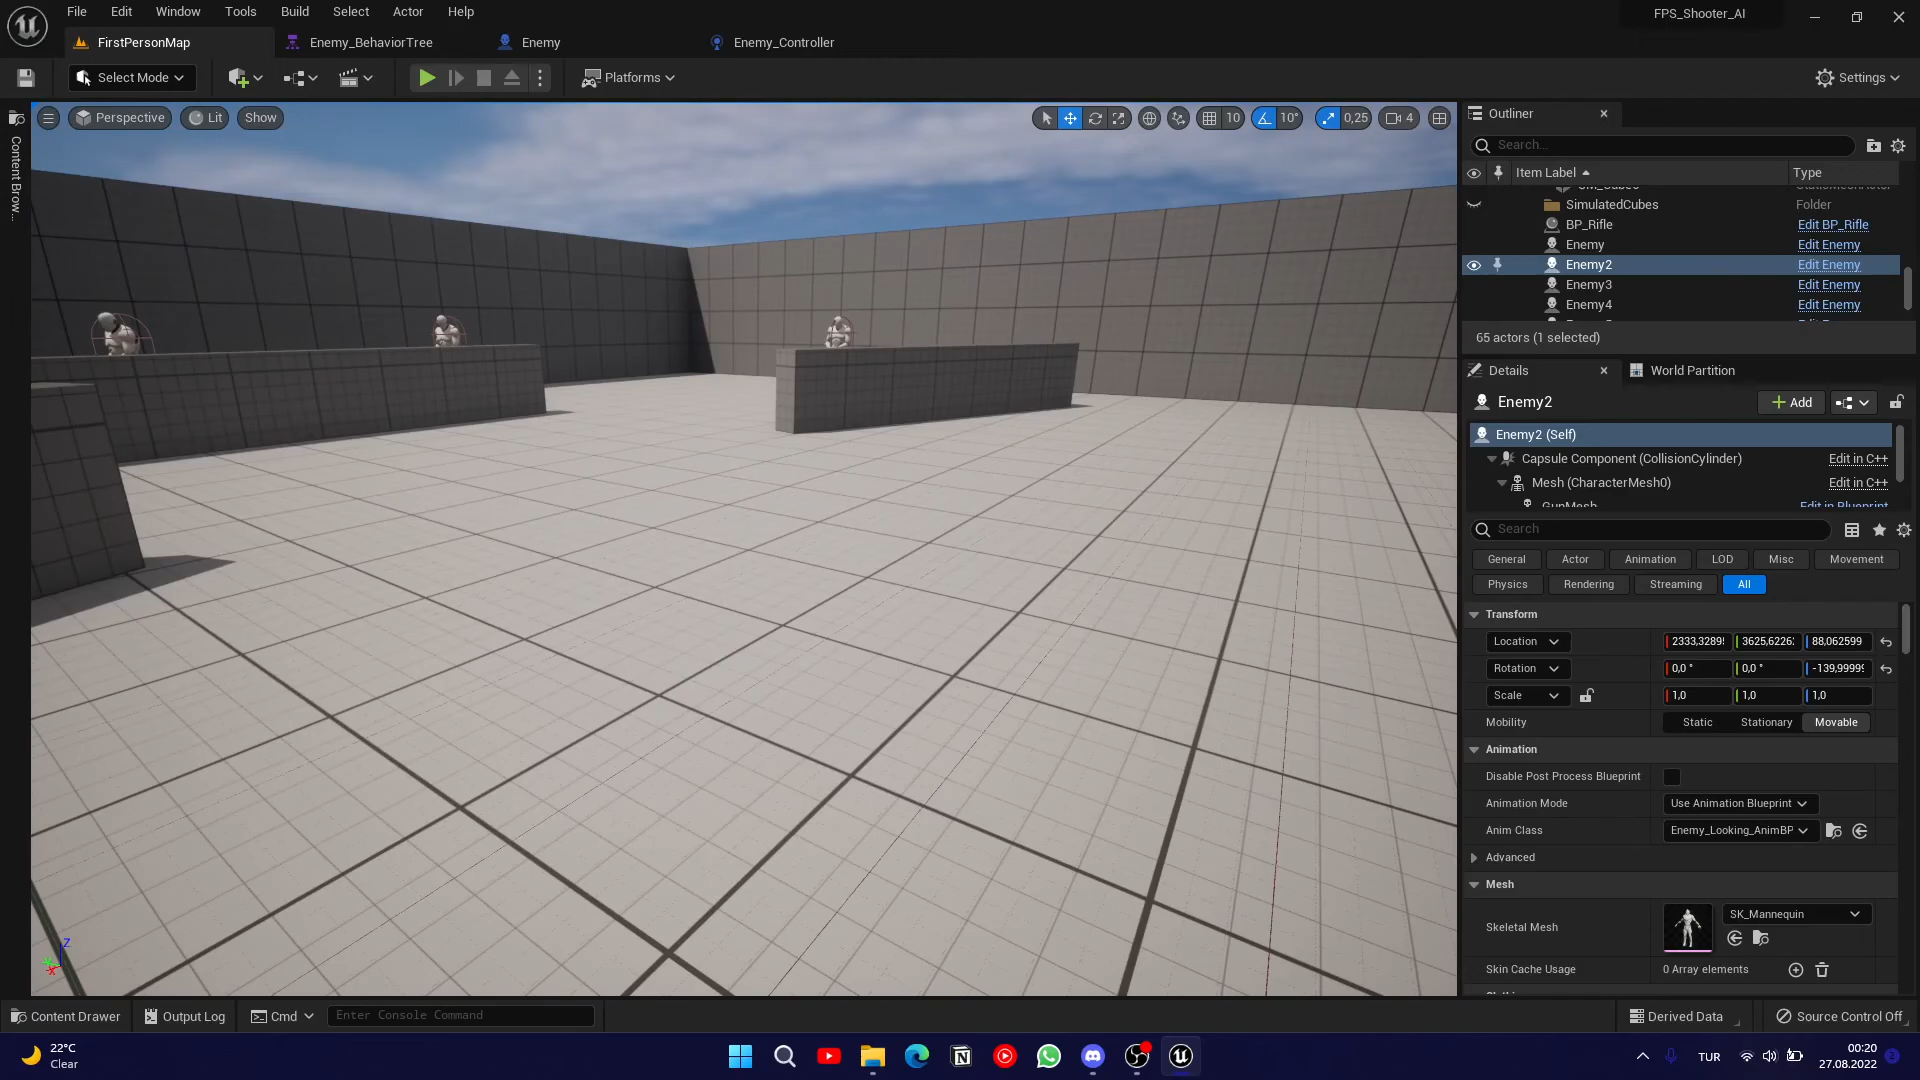 File Edit Window Tools Build Select Actor Help
FPS_Shooter_AI
FirstPersonMap Enemy_BehaviorTree Enemy Enemy_Controller
Select Mode Platforms Settings
Content Brow...
Perspective Lit Show
10 10° 0,25 4
Outliner
Search...
Item Label Type
SimulatedCubes Folder
BP_Rifle Edit BP_Rifle
Enemy Edit Enemy
Enemy2 Edit Enemy
Enemy3 Edit Enemy
Enemy4 Edit Enemy
65 actors (1 selected)
Details World Partition
Enemy2 Add
Enemy2 (Self)
Capsule Component (CollisionCylinder) Edit in C++
Mesh (CharacterMesh0) Edit in C++
GunMesh Edit in Blueprint
Search
General Actor Animation LOD Misc Movement
Physics Rendering Streaming All
Transform
Location 2333,3289 3625,6226 88,062599
Rotation 0,0 ° 0,0 ° -139,99999
Scale 1,0 1,0 1,0
Mobility Static Stationary Movable
Animation
Disable Post Process Blueprint
Animation Mode Use Animation Blueprint
Anim Class Enemy_Looking_AnimBP
Advanced
Mesh
Skeletal Mesh SK_Mannequin
Skin Cache Usage 0 Array elements
Z
X
Content Drawer Output Log Cmd Enter Console Command Derived Data Source Control Off
22°C
Clear
TUR
00:20
27.08.2022
2